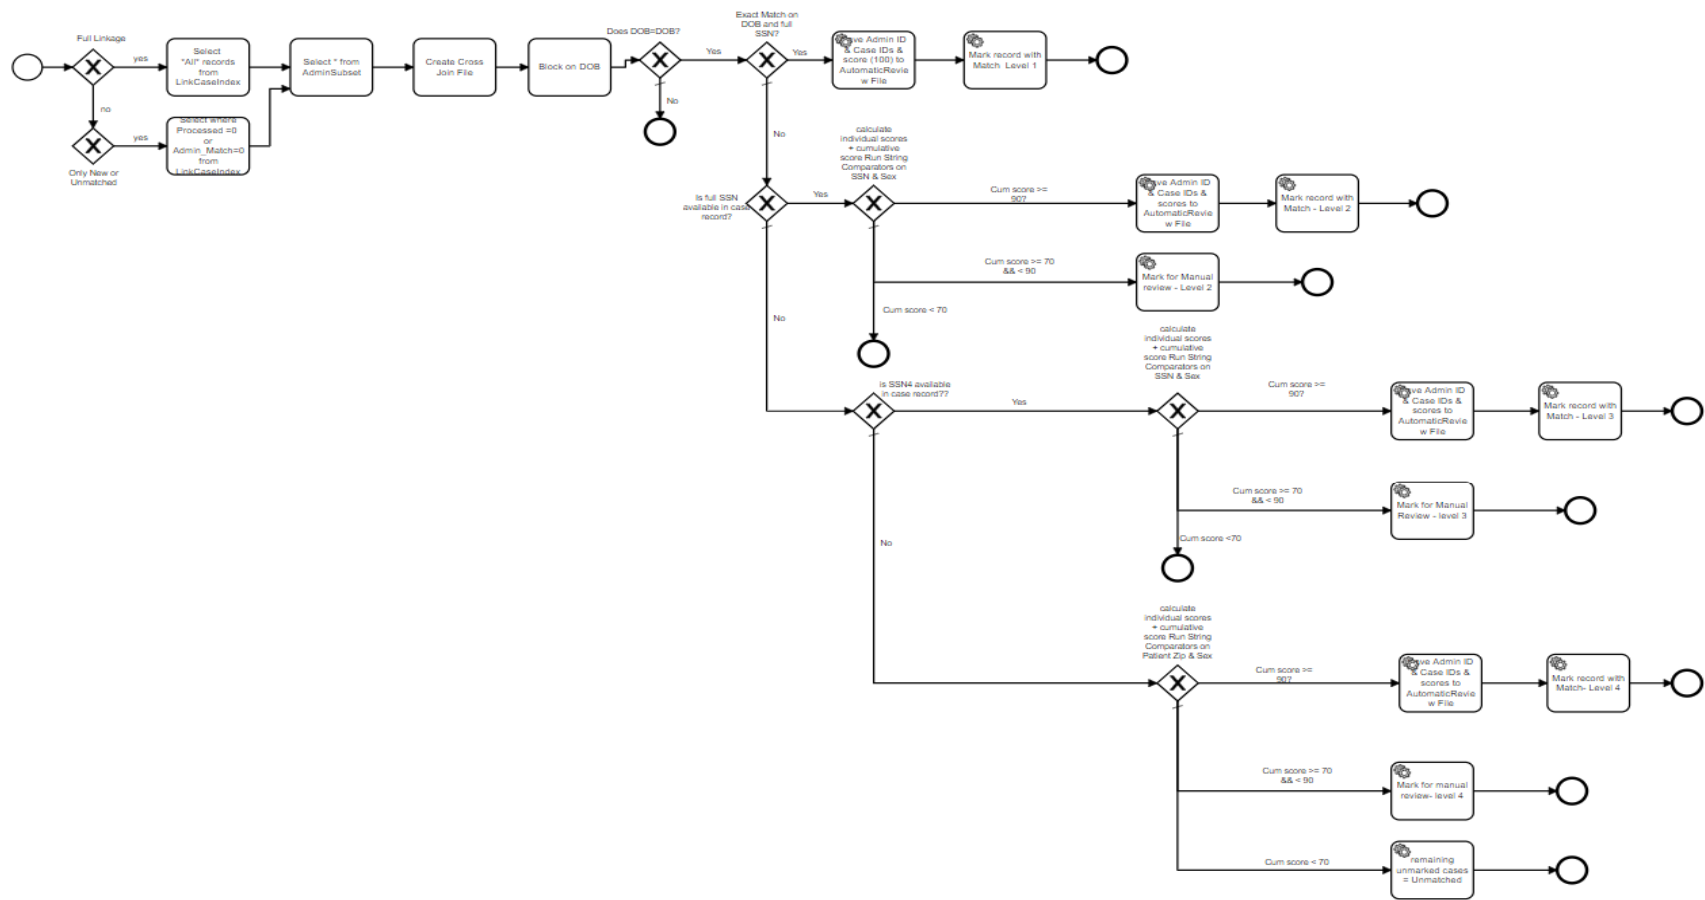 Full Linkage
yes
Select
"All" records
from
LinkCaseIndex
Select * from
AdminSubset
Create Cross
Join File
Block on DOB
Does DOB=DOB?
Yes
No
Exact Match on
DOB and full
SSN?
Yes
& Case IDs &
score (100) to
AutomaticRevie
w File
Mark record with
Match Level 1
no
yes
Only New or
Unmatched
Select where
Processed =0
or
Admin_Match=0
from
LinkCaseIndex
No
Is full SSN
available in case
record?
Yes
calculate
individual scores
+ cumulative
score Run String
Comparators on
SSN & Sex
Cum score >=
90?
ve Admin ID
& Case IDs &
scores to
AutomaticRevie
w File
Mark record with
Match - Level 2
Cum score >= 70
&& < 90
Mark for Manual
review - Level 2
Cum score < 70
No
is SSN4 available
in case record??
Yes
calculate
individual scores
+ cumulative
score Run String
Comparators on
SSN & Sex
Cum score >=
90?
ve Admin ID
& Case IDs &
scores to
AutomaticRevie
w File
Mark record with
Match - Level 3
Cum score >= 70
&& < 90
Mark for Manual
Review - level 3
Cum score <70
No
calculate
individual scores
+ cumulative
score Run String
Comparators on
Patient Zip & Sex
Cum score >=
90?
ve Admin ID
& Case IDs &
scores to
AutomaticRevie
w File
Mark record with
Match- Level 4
Cum score >= 70
&& < 90
Mark for manual
review- level 4
Cum score < 70
remaining
unmarked cases
= Unmatched